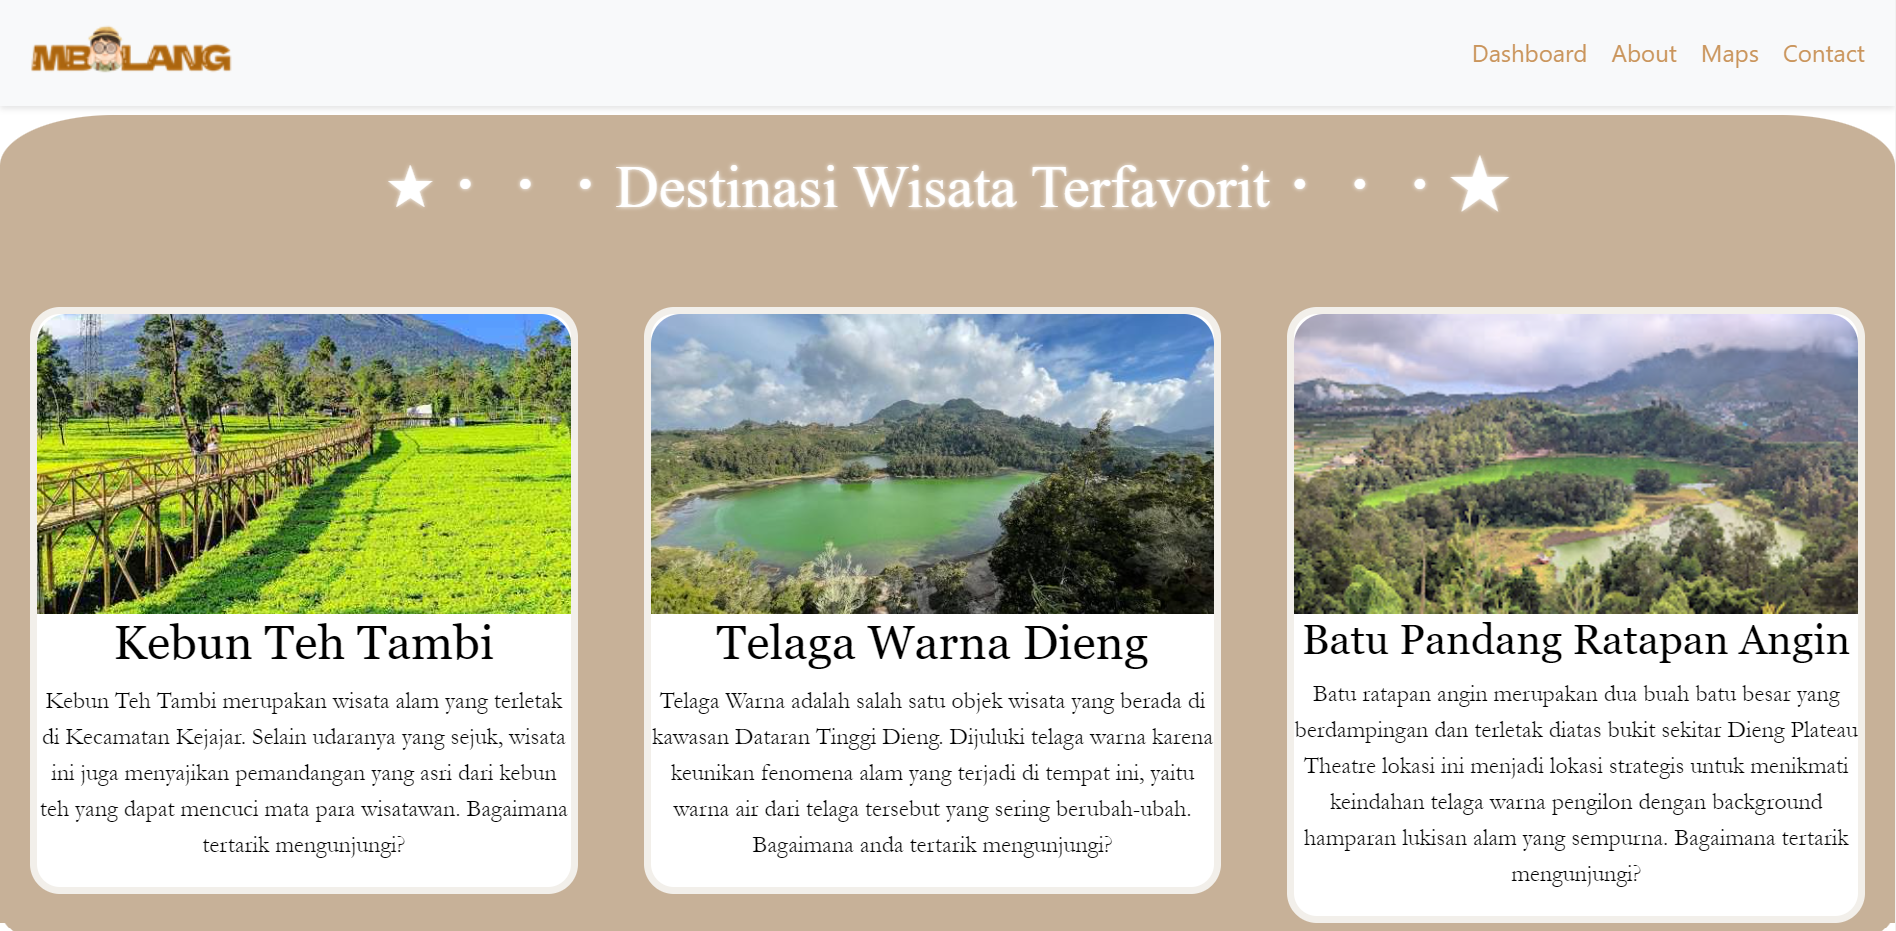 MBOLANG
Dashboard About Maps Contact
★・・・Destinasi Wisata Terfavorit・・・★
Kebun Teh Tambi
Kebun Teh Tambi merupakan wisata alam yang terletak
di Kecamatan Kejajar. Selain udaranya yang sejuk, wisata
ini juga menyajikan pemandangan yang asri dari kebun
teh yang dapat mencuci mata para wisatawan. Bagaimana
tertarik mengunjungi?
Telaga Warna Dieng
Telaga Warna adalah salah satu objek wisata yang berada di
kawasan Dataran Tinggi Dieng. Dijuluki telaga warna karena
keunikan fenomena alam yang terjadi di tempat ini, yaitu
warna air dari telaga tersebut yang sering berubah-ubah.
Bagaimana anda tertarik mengunjungi?
Batu Pandang Ratapan Angin
Batu ratapan angin merupakan dua buah batu besar yang
berdampingan dan terletak diatas bukit sekitar Dieng Plateau
Theatre lokasi ini menjadi lokasi strategis untuk menikmati
keindahan telaga warna pengilon dengan background
hamparan lukisan alam yang sempurna. Bagaimana tertarik
mengunjungi?